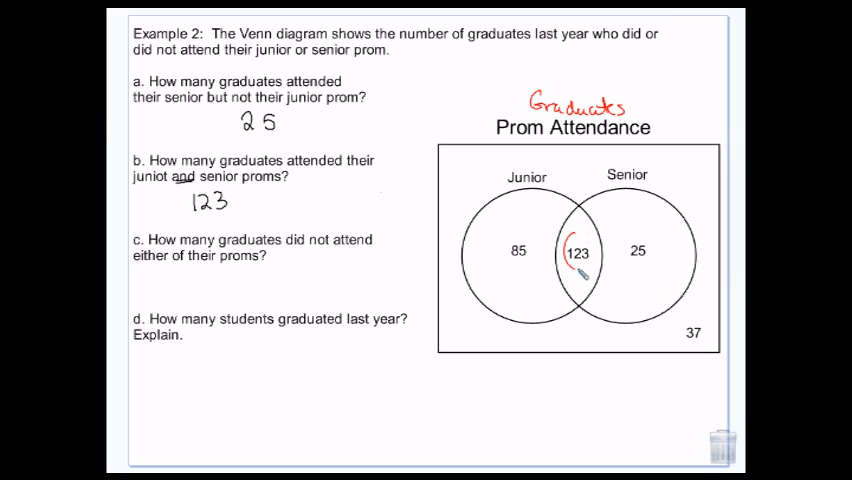 Example 2:  The Venn diagram shows the number of graduates last year who did or
did not attend their junior or senior prom.
a. How many graduates attended
their senior but not their junior prom?
25
b. How many graduates attended their
juniot and senior proms?
123
c. How many graduates did not attend
either of their proms?
d. How many students graduated last year?
Explain.
Graduates
Prom Attendance
Junior Senior
85 123 25
37